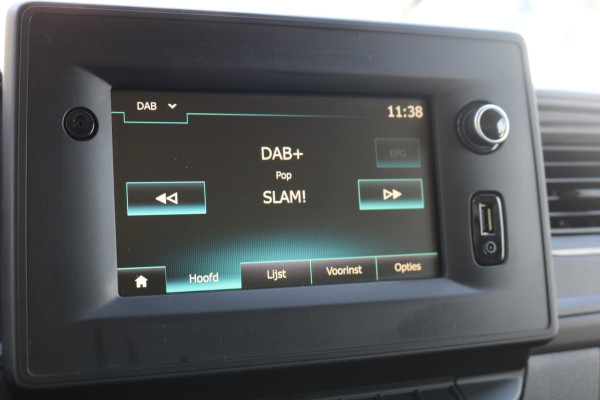 DAB
11:38
DAB+
EPG
Pop
SLAM!
Hoofd
Lijst
Voorinst
Opties